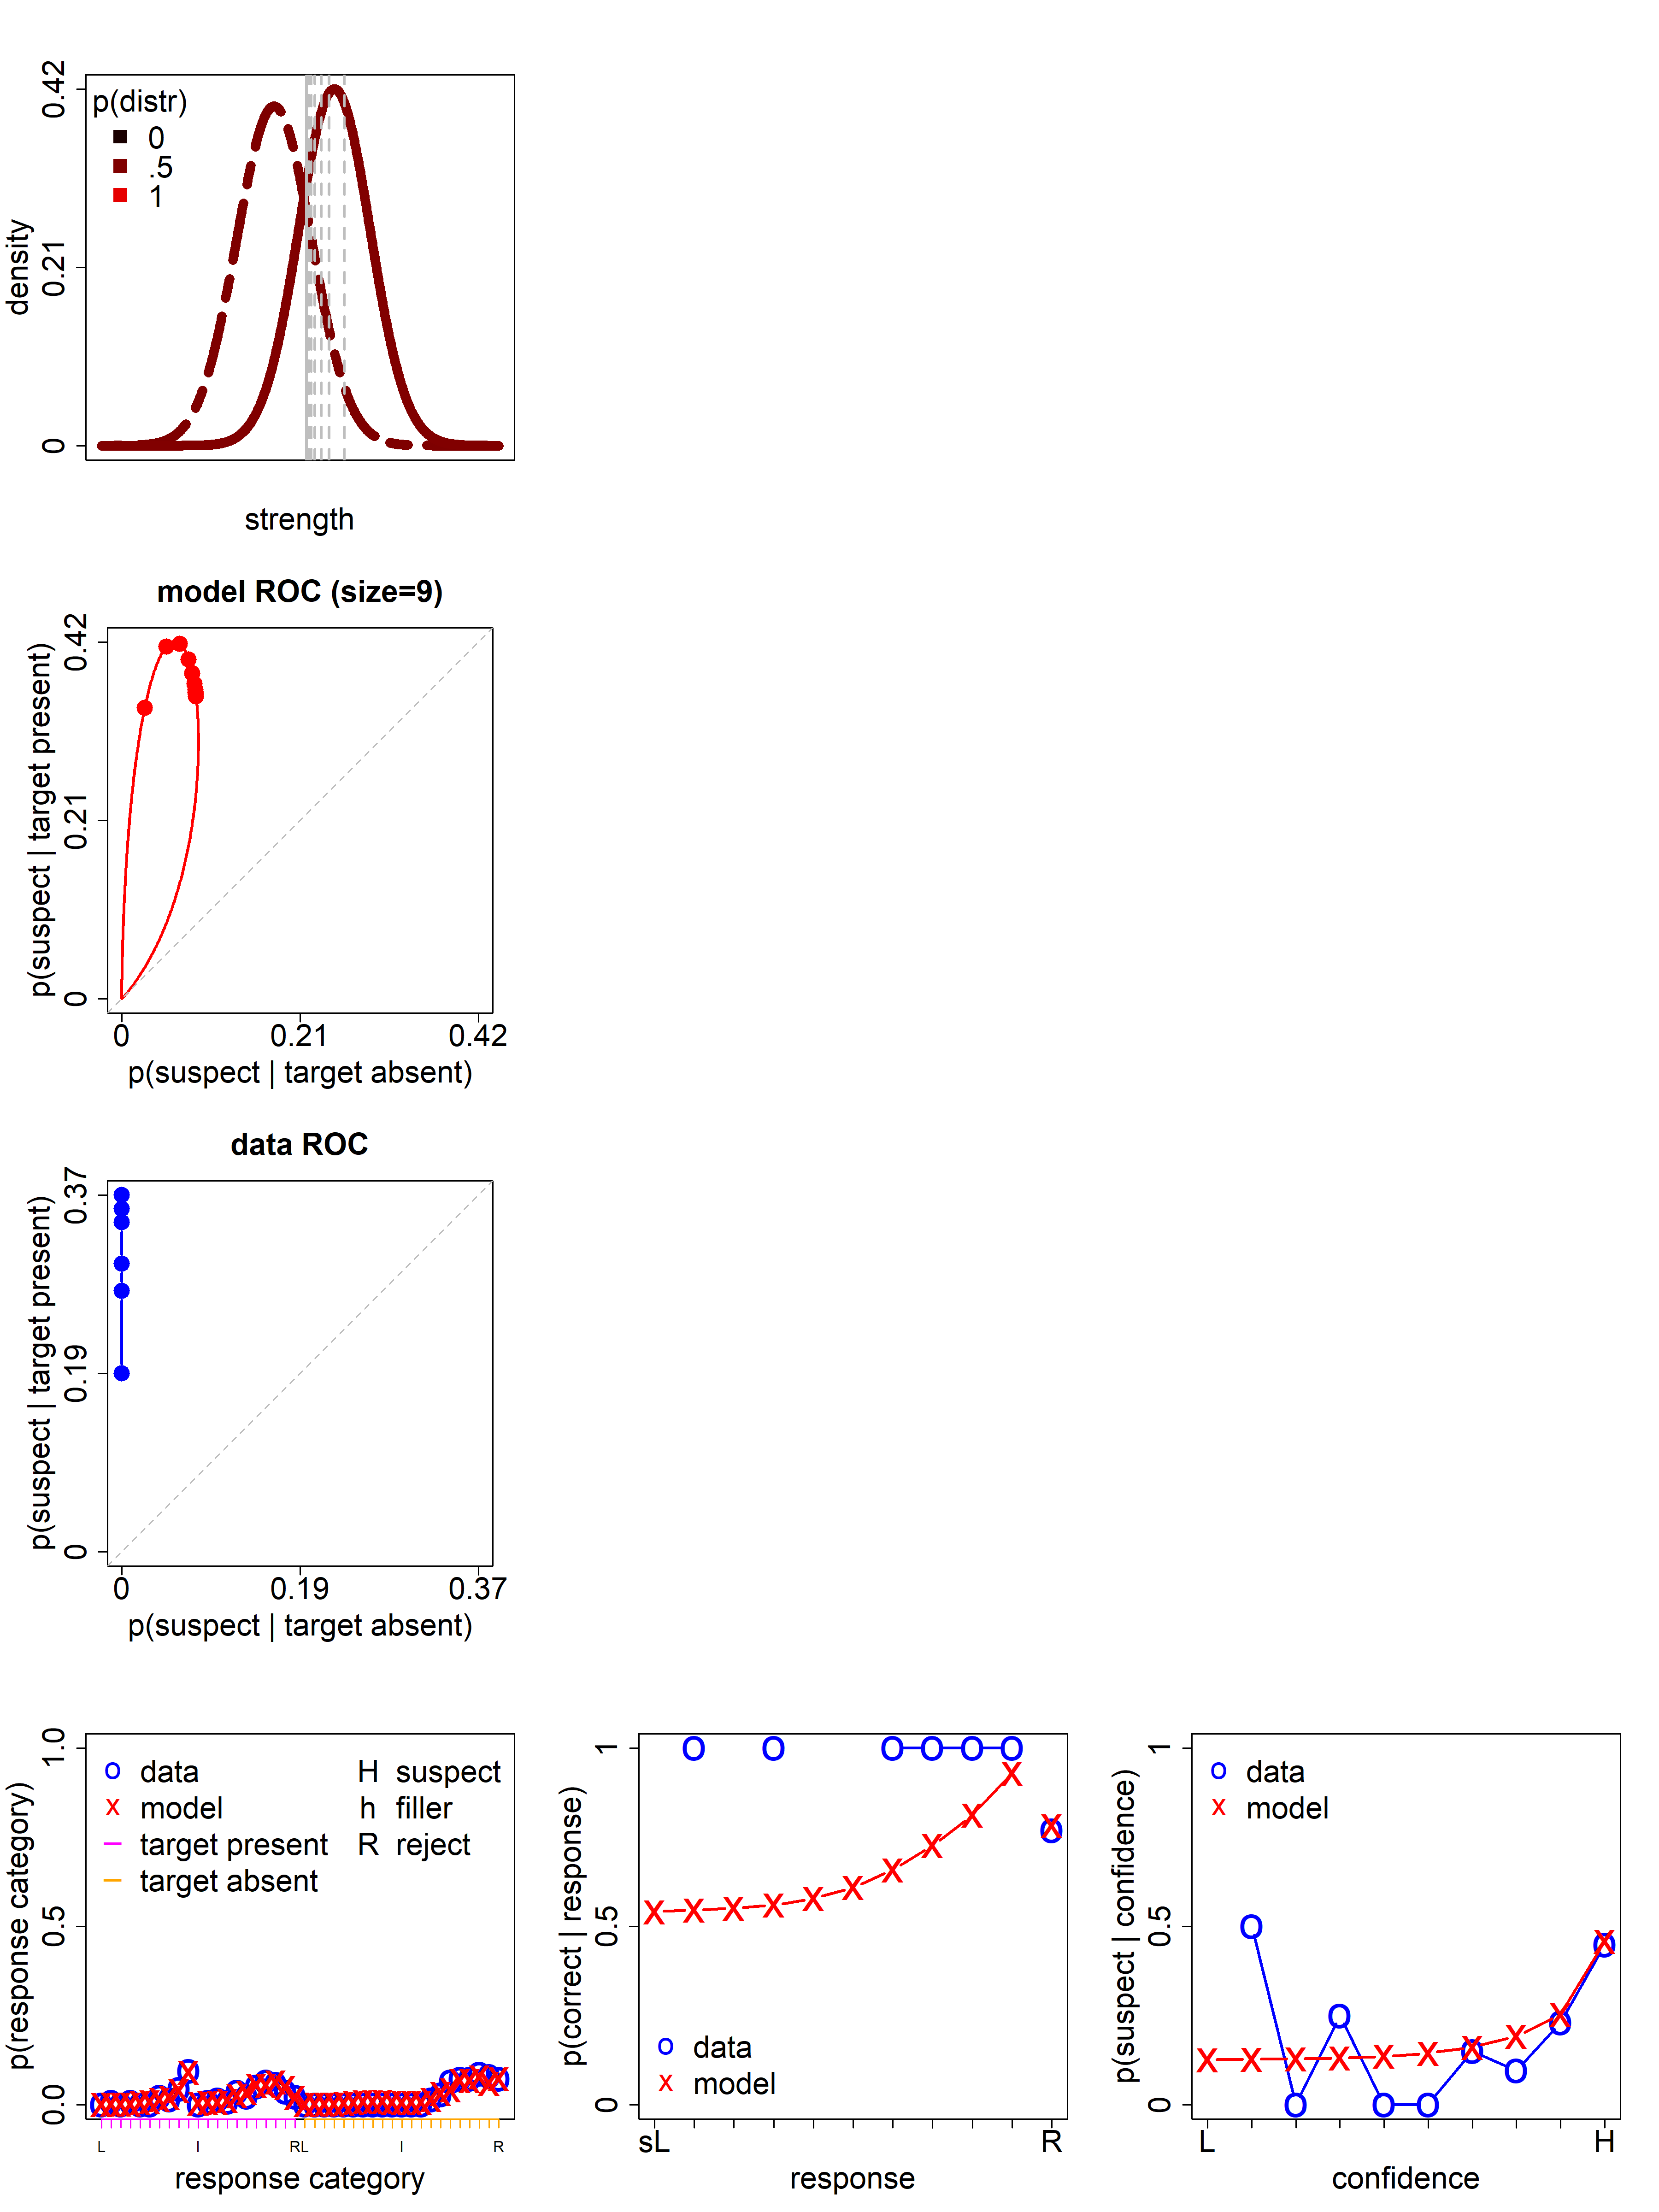 p(distr)
0
.5
1
0.42
0.21
0
density
strength
model ROC (size=9)
0.42
0.21
0
p(suspect | target present)
0 0.21 0.42
p(suspect | target absent)
data ROC
0.37
0.19
0
p(suspect | target present)
0 0.19 0.37
p(suspect | target absent)
1.0
0.5
0.0
p(response category)
o data H suspect
x model h filler
target present R reject
target absent
L l RL l R
response category
1
0.5
0
p(correct | response)
o data
x model
sL R
response
1
0.5
0
p(suspect | confidence)
o data
x model
L H
confidence